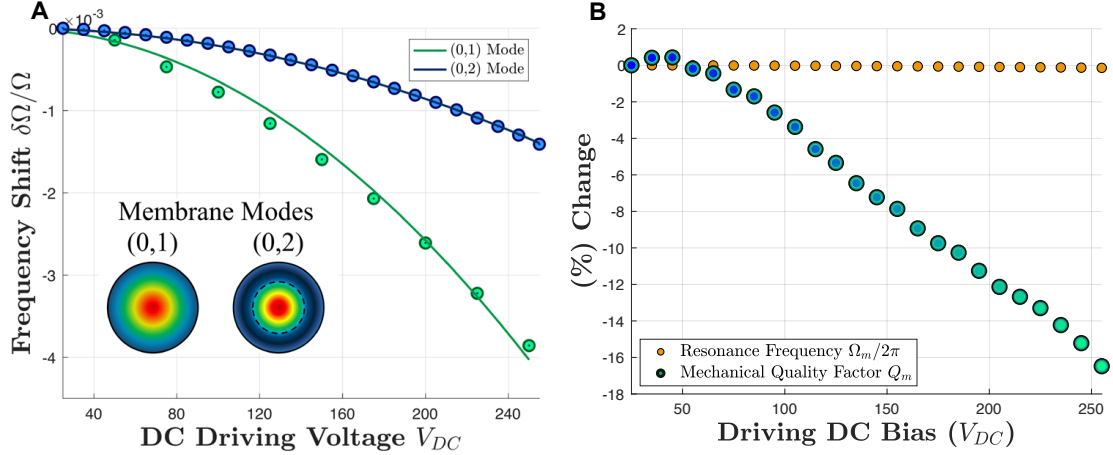 A
×10⁻³
0
-1
-2
-3
-4
Frequency Shift δΩ/Ω
(0,1) Mode
(0,2) Mode
Membrane Modes
(0,1) (0,2)
40 80 120 160 200 240
DC Driving Voltage V_DC
B
2
0
-2
-4
-6
-8
-10
-12
-14
-16
-18
(%) Change
Resonance Frequency Ω_m/2π
Mechanical Quality Factor Q_m
50 100 150 200 250
Driving DC Bias (V_DC)